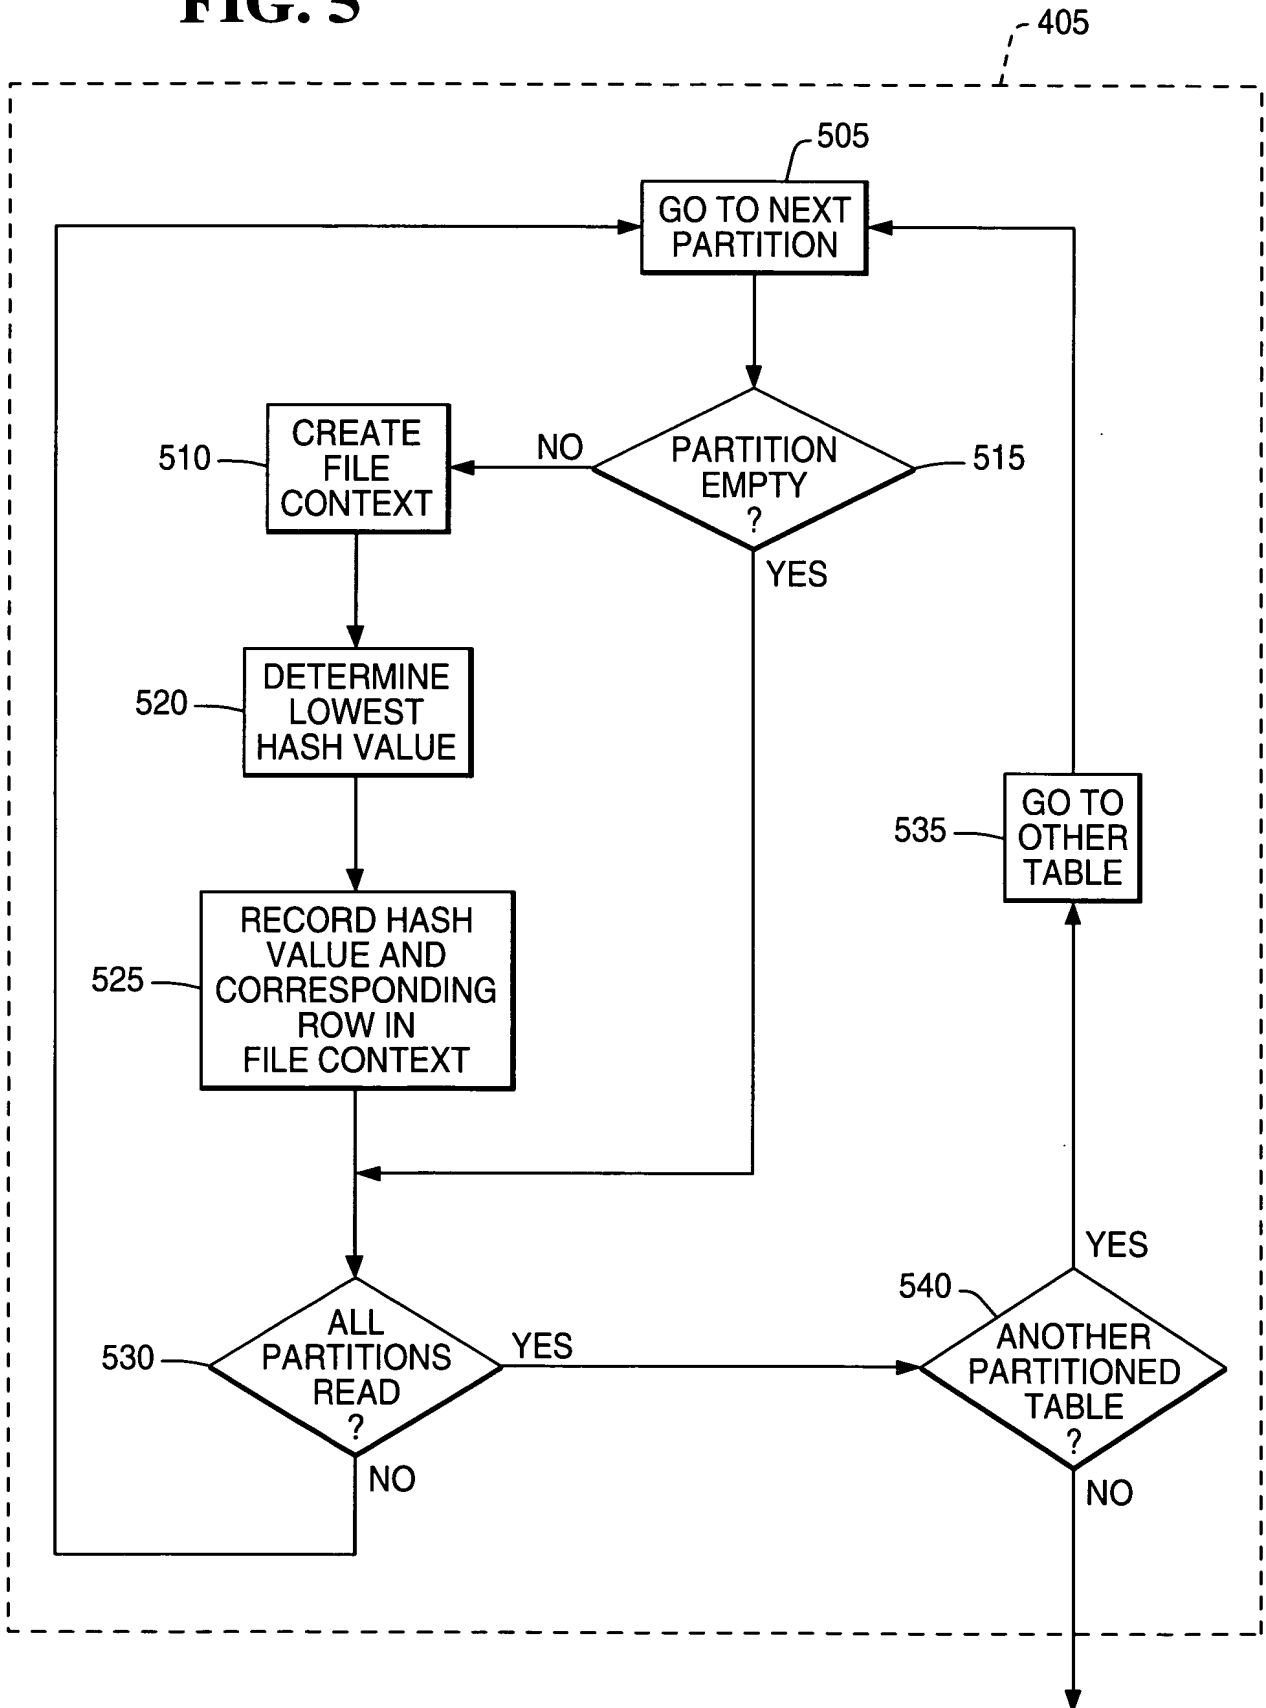 FIG. 5
405
505
GO TO NEXT
PARTITION
CREATE
FILE
CONTEXT
510
NO
PARTITION
EMPTY
?
515
YES
DETERMINE
LOWEST
HASH VALUE
520
GO TO
OTHER
TABLE
535
RECORD HASH
VALUE AND
CORRESPONDING
ROW IN
FILE CONTEXT
525
YES
540
ALL
PARTITIONS
READ
?
530
YES
ANOTHER
PARTITIONED
TABLE
?
NO
NO